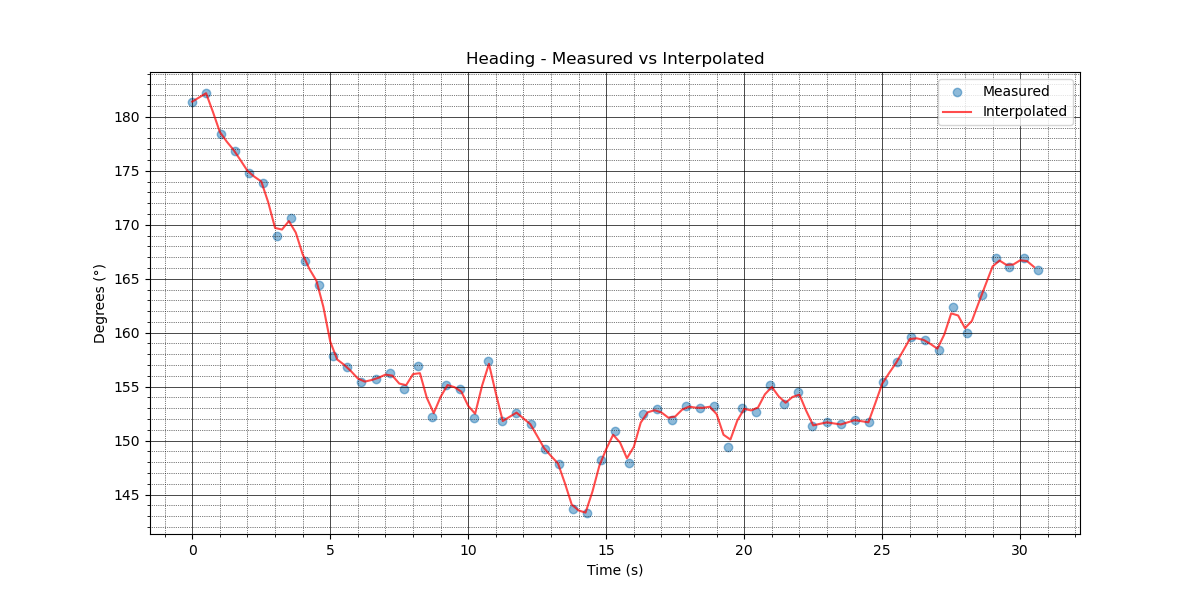 Heading - Measured vs Interpolated
Measured
Interpolated
180
175
170
165
160
155
150
145
Degrees (°)
0 5 10 15 20 25 30
Time (s)